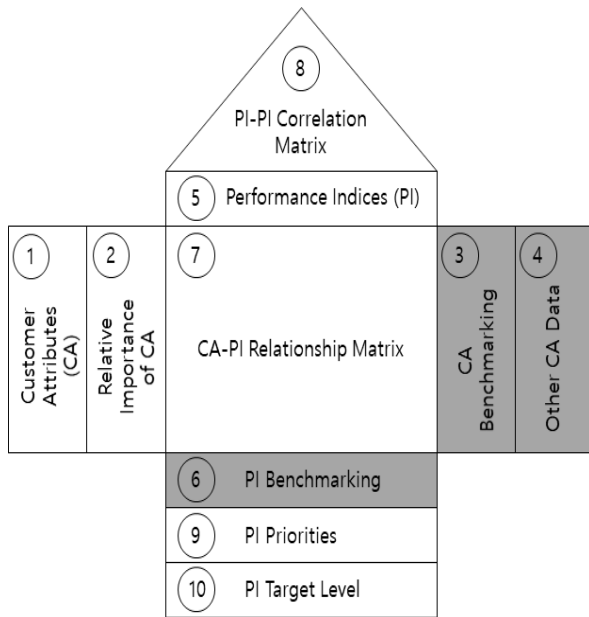 8
PI-PI Correlation
Matrix
5
Performance Indices (PI)
1
Customer
Attributes
(CA)
2
Relative
Importance
of CA
7
CA-PI Relationship Matrix
3
CA
Benchmarking
4
Other CA Data
6
PI Benchmarking
9
PI Priorities
10
PI Target Level